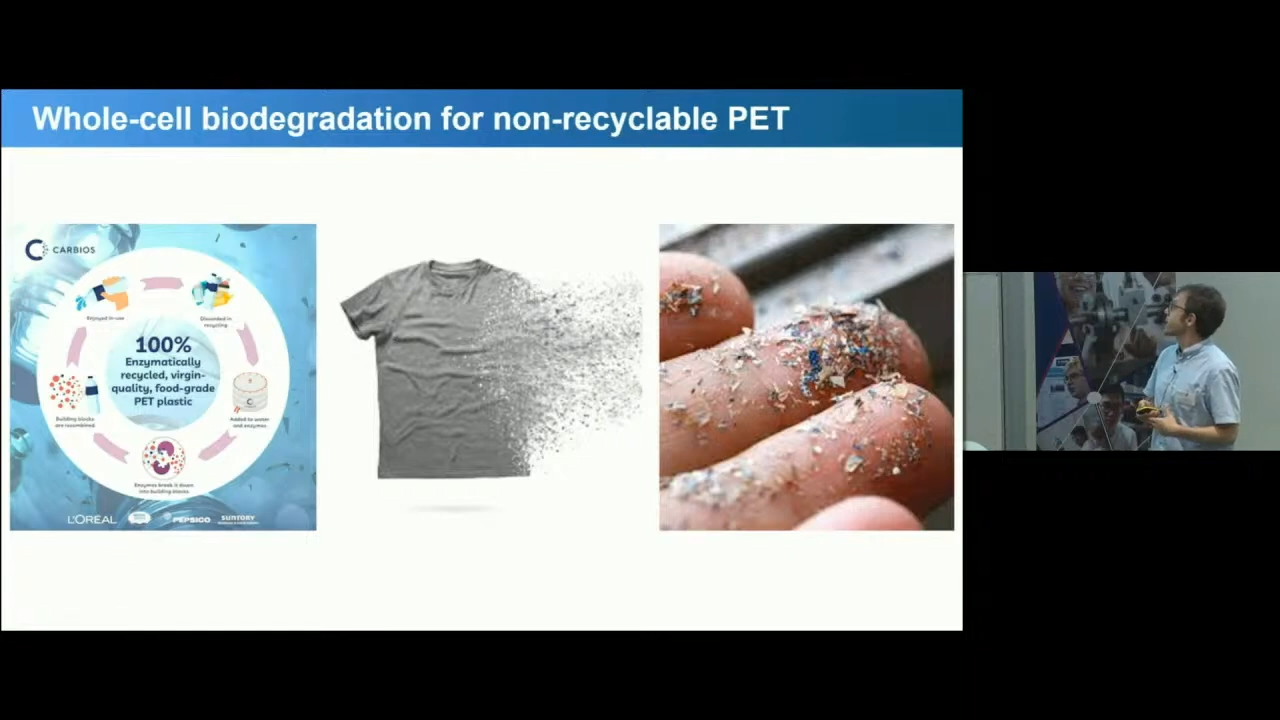 Whole-cell biodegradation for non-recyclable PET
CARBIOS
Enjoyed in-use
Discarded in
recycling
100%
Enzymatically
recycled, virgin-
quality, food-grade
PET plastic
Building blocks
are recombined
Added to water
and enzymes
Enzymes break it down
into building blocks
L'ORÉAL
PEPSICO
SUNTORY